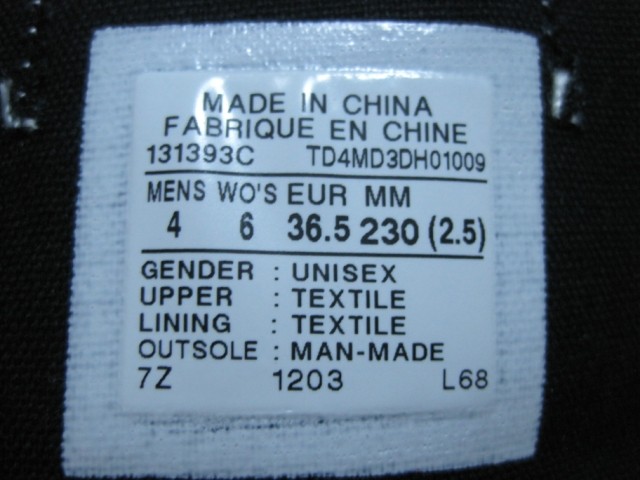 MADE IN CHINA
FABRIQUE EN CHINE
131393C TD4MD3DH01009
MENS WO'S EUR MM
4 6 36.5 230 (2.5)
GENDER : UNISEX
UPPER : TEXTILE
LINING : TEXTILE
OUTSOLE : MAN-MADE
7Z 1203 L68